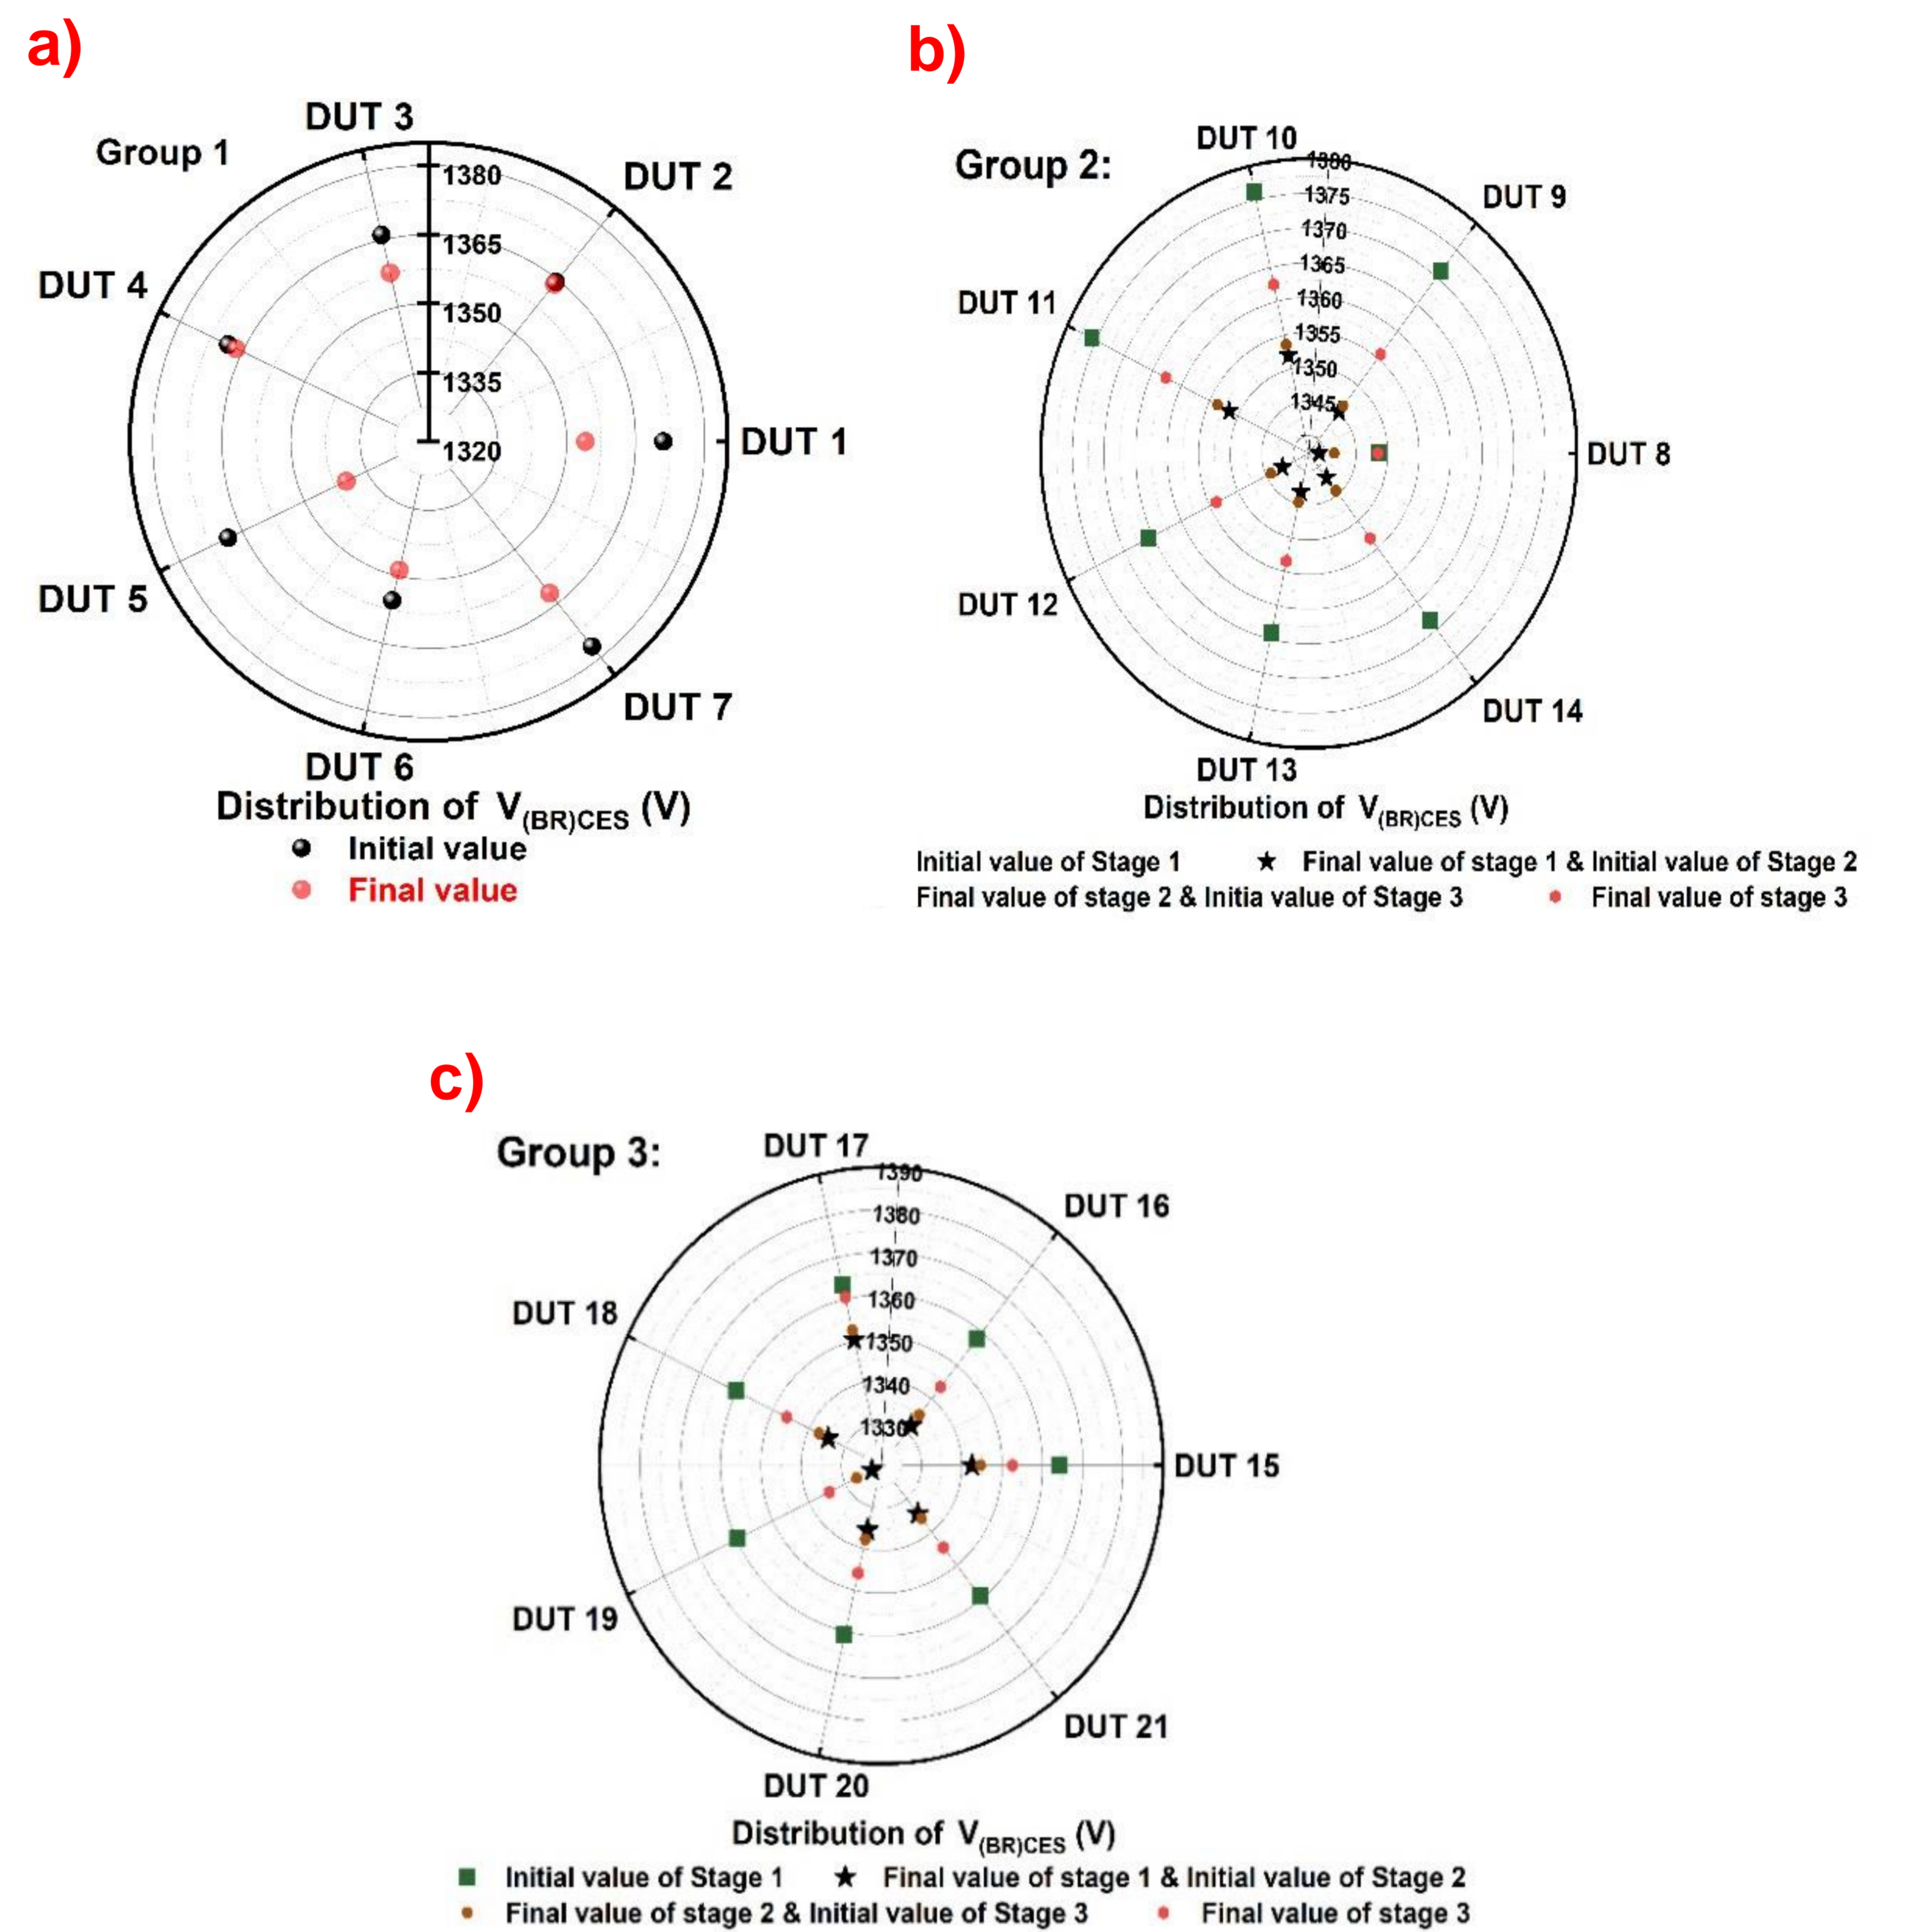 a)
Group 1
DUT 3
DUT 2
DUT 4
DUT 1
DUT 5
DUT 6
DUT 7
1380
1365
1350
1335
1320
Distribution of V(BR)CES (V)
Initial value
Final value
b)
Group 2:
DUT 10
DUT 9
DUT 11
DUT 8
DUT 12
DUT 13
DUT 14
1380
1375
1370
1365
1360
1355
1350
1345
Distribution of V(BR)CES (V)
Initial value of Stage 1 ★ Final value of stage 1 & Initial value of Stage 2
Final value of stage 2 & Initia value of Stage 3 Final value of stage 3
c)
Group 3:
DUT 17
DUT 16
DUT 18
DUT 15
DUT 19
DUT 20
DUT 21
1390
1380
1370
1360
1350
1340
1330
Distribution of V(BR)CES (V)
Initial value of Stage 1 ★ Final value of stage 1 & Initial value of Stage 2
Final value of stage 2 & Initial value of Stage 3 Final value of stage 3